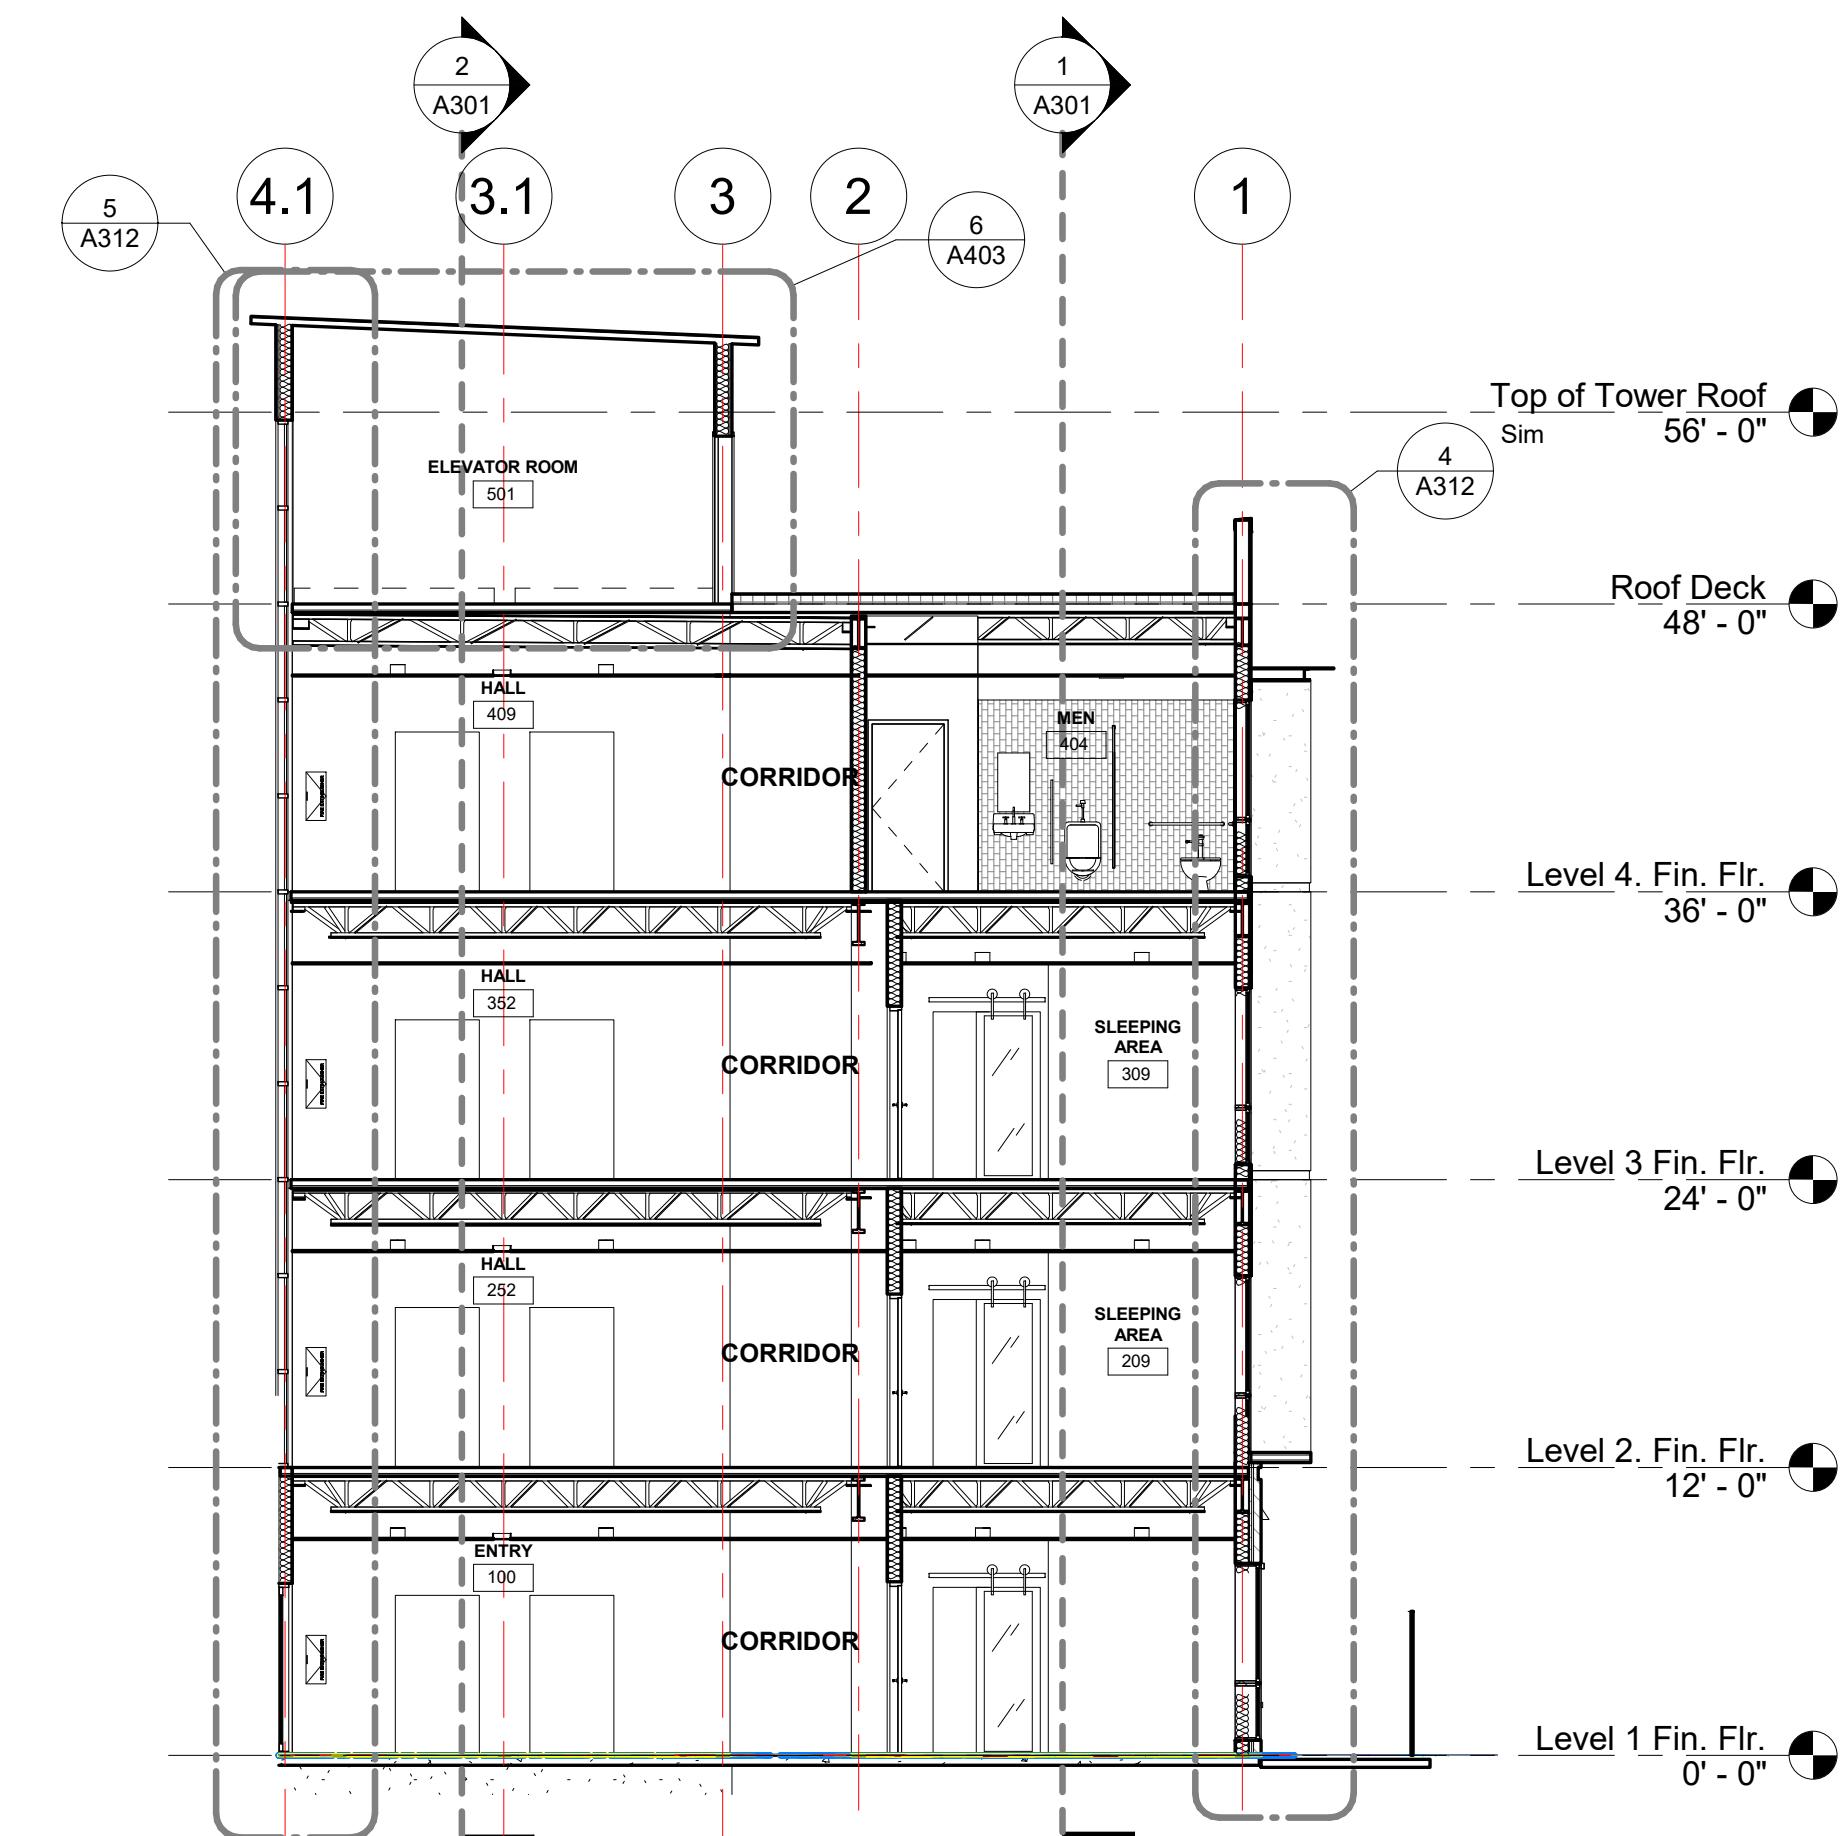 2
A301
1
A301
5
A312
4.1
3.1
3
2
6
A403
1
Top of Tower Roof
56' - 0"
Sim
4
A312
ELEVATOR ROOM
501
Roof Deck
48' - 0"
HALL
409
MEN
404
CORRIDOR
Level 4. Fin. Flr.
36' - 0"
HALL
352
SLEEPING
AREA
309
CORRIDOR
Level 3 Fin. Flr.
24' - 0"
HALL
252
SLEEPING
AREA
209
CORRIDOR
Level 2. Fin. Flr.
12' - 0"
ENTRY
100
CORRIDOR
Level 1 Fin. Flr.
0' - 0"